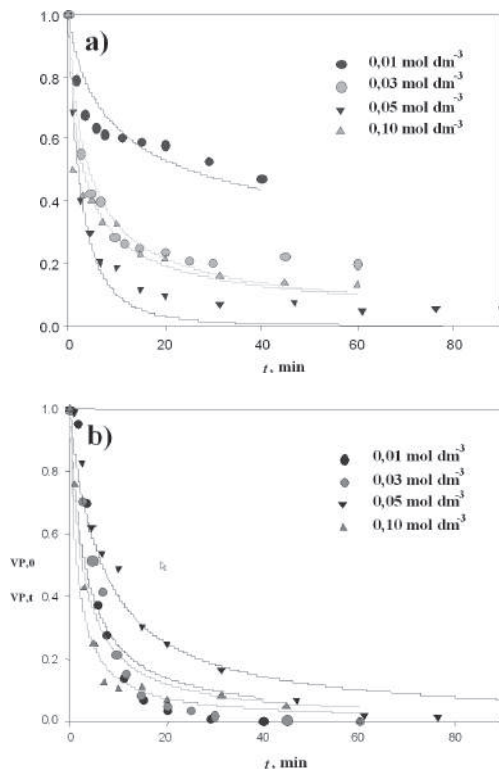 a)
0,01 mol dm-3
0,03 mol dm-3
0,05 mol dm-3
0,10 mol dm-3
1.0
0.8
0.6
0.4
0.2
0.0
0 20 40 60 80
t, min
b)
0,01 mol dm-3
0,03 mol dm-3
0,05 mol dm-3
0,10 mol dm-3
1.0
0.8
0.6
VP,0
0.4
VP,t
0.2
0.0
0 20 40 60 80
t, min